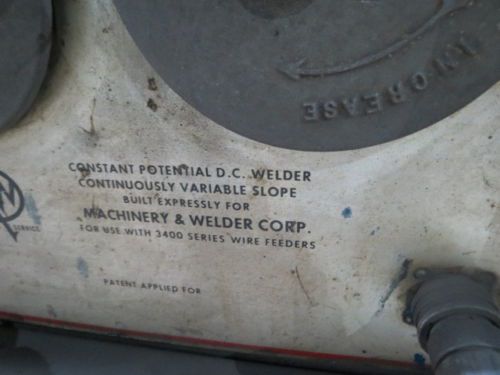 INCREASE
CONSTANT POTENTIAL D.C. WELDER
CONTINUOUSLY VARIABLE SLOPE
BUILT EXPRESSLY FOR
MACHINERY & WELDER CORP.
FOR USE WITH 3400 SERIES WIRE FEEDERS
SERVICE
PATENT APPLIED FOR